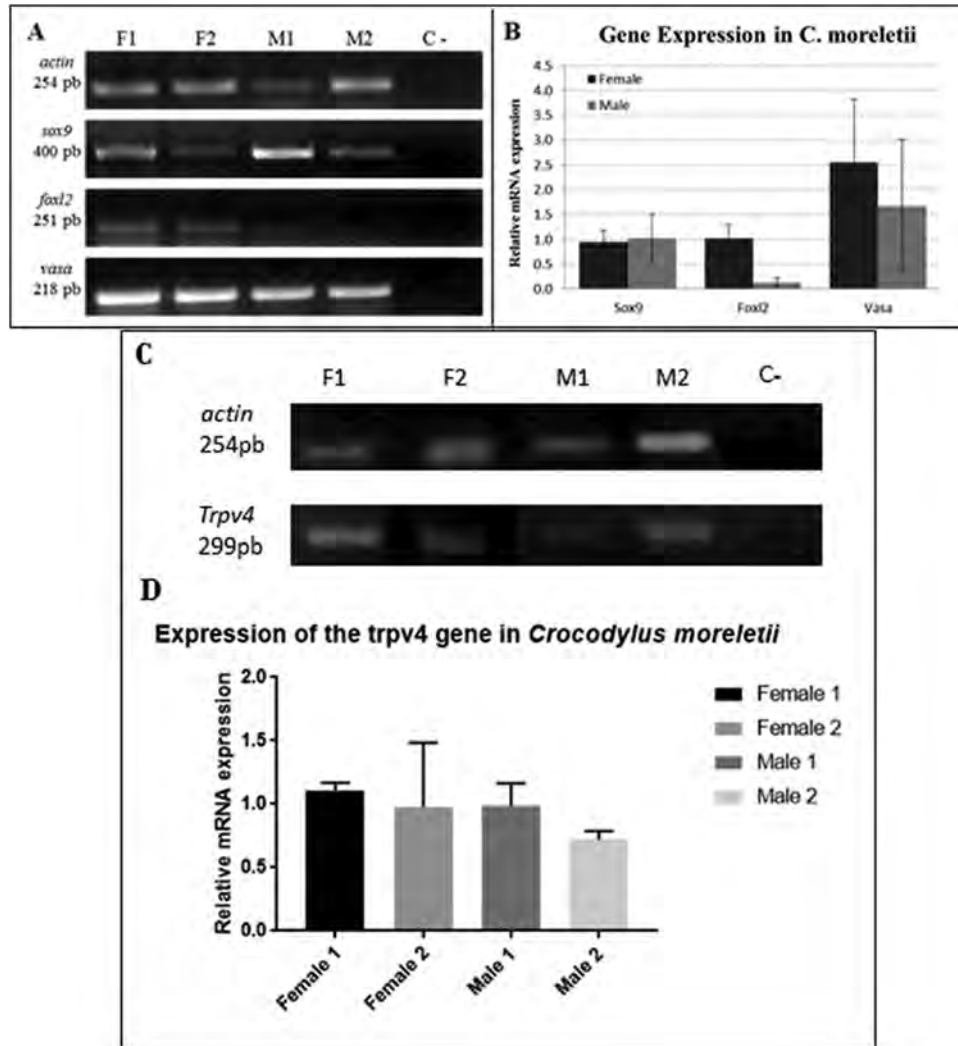 A
F1 F2 M1 M2 C -
actin
254 pb
sox9
400 pb
foxl2
251 pb
vasa
218 pb
B
Gene Expression in C. moreletii
Relative mRNA expression
4.5
4.0
3.5
3.0
2.5
2.0
1.5
1.0
0.5
0.0
Female
Male
Sox9 Foxl2 Vasa
C
F1 F2 M1 M2 C-
actin
254pb
Trpv4
299pb
D
Expression of the trpv4 gene in Crocodylus moreletii
Relative mRNA expression
2.0
1.5
1.0
0.5
0.0
Female 1
Female 2
Male 1
Male 2
Female 1 Female 2 Male 1 Male 2